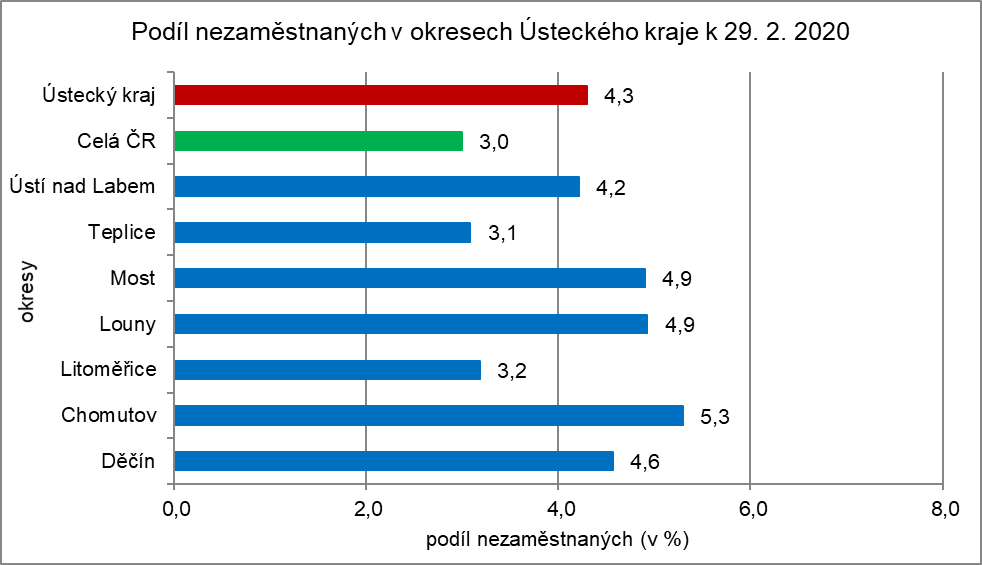 Podíl nezaměstnaných v okresech Ústeckého kraje k 29. 2. 2020
Ústecký kraj 4,3
Celá ČR 3,0
Ústí nad Labem 4,2
Teplice 3,1
Most 4,9
Louny 4,9
Litoměřice 3,2
Chomutov 5,3
Děčín 4,6
okresy
0,0 2,0 4,0 6,0 8,0
podíl nezaměstnaných (v %)